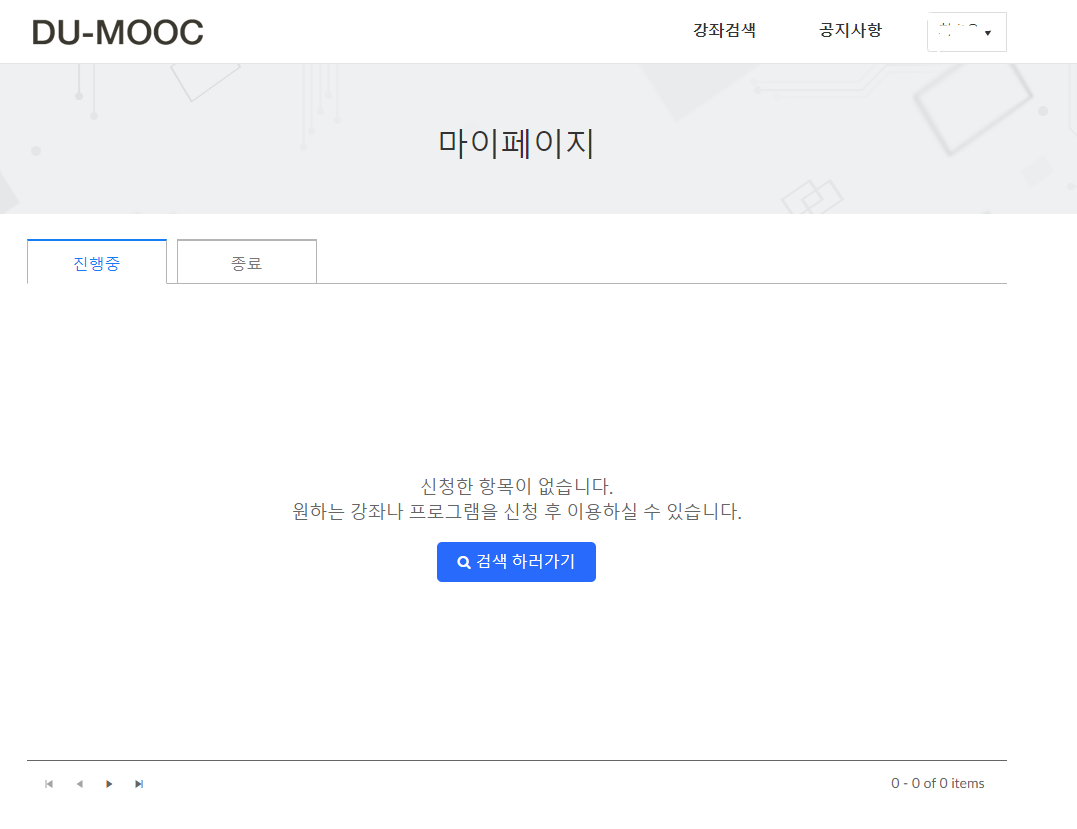 DU-MOOC
강좌검색
공지사항
마이페이지
진행중
종료
신청한 항목이 없습니다.
원하는 강좌나 프로그램을 신청 후 이용하실 수 있습니다.
검색 하러가기
0 - 0 of 0 items